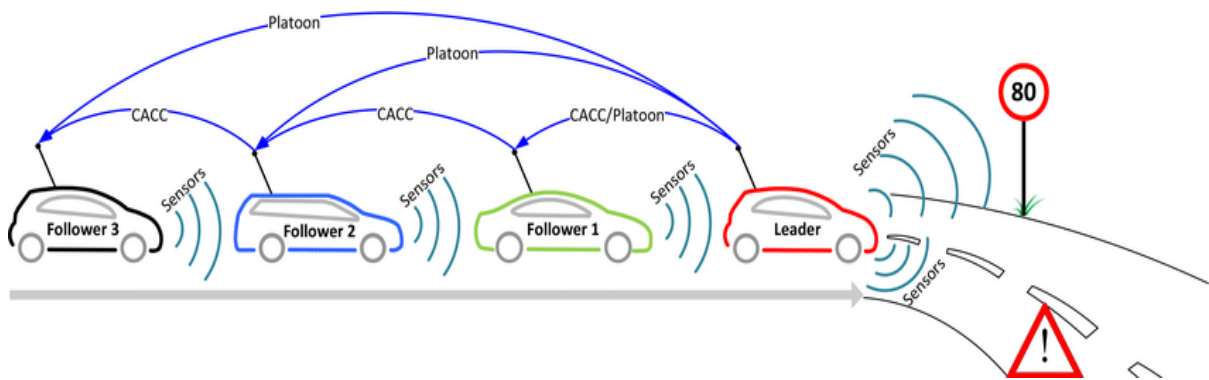 Platoon
Platoon
CACC
CACC
CACC/Platoon
80
Sensors
Sensors
Sensors
Sensors
Follower 3
Follower 2
Follower 1
Leader
Sensors
!